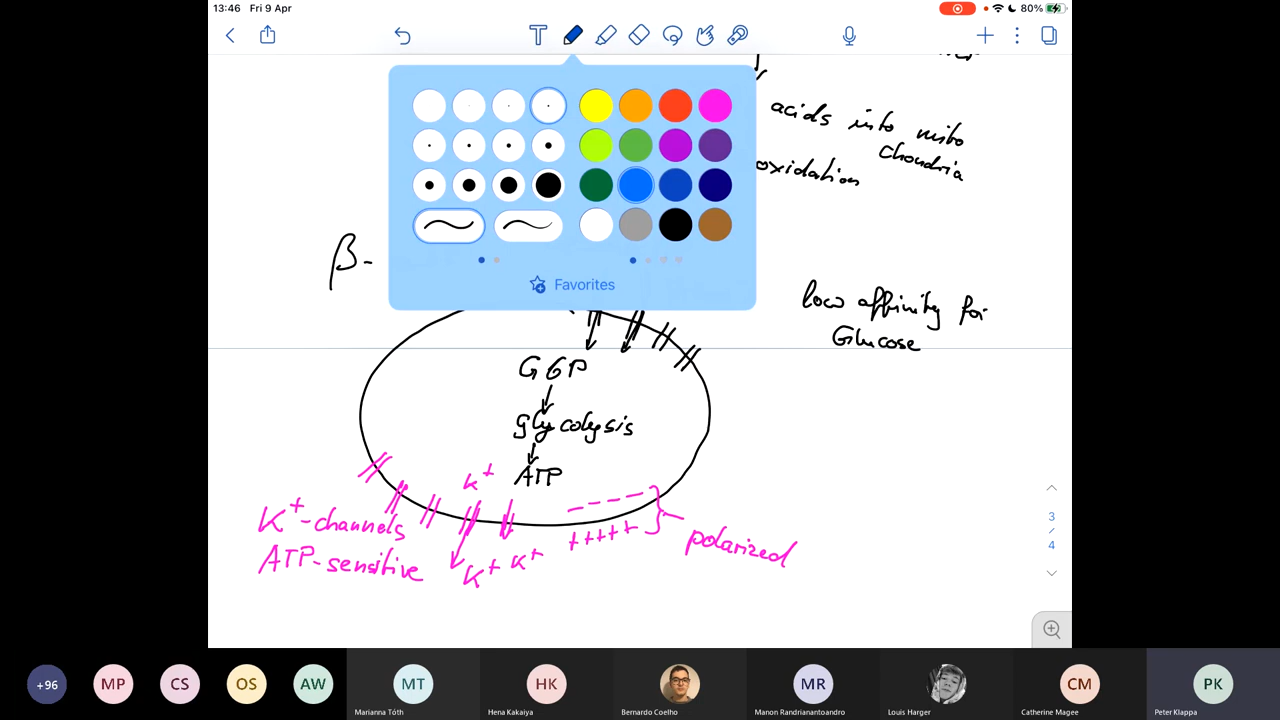 13:46 Fri 9 Apr
80%
T
acids into mito
chondria
oxidation
Favorites
β-
low affinity for
Glucose
G6P
glycolysis
ATP
K+
K+-channels
ATP-sensitive
K+ K+
- - - - -
+++++
polarized
3
/
4
+96
MP
CS
OS
AW
MT
Marianna Tóth
HK
Hena Kakaiya
Bernardo Coelho
MR
Manon Randrianantoandro
Louis Harger
CM
Catherine Magee
PK
Peter Klappa